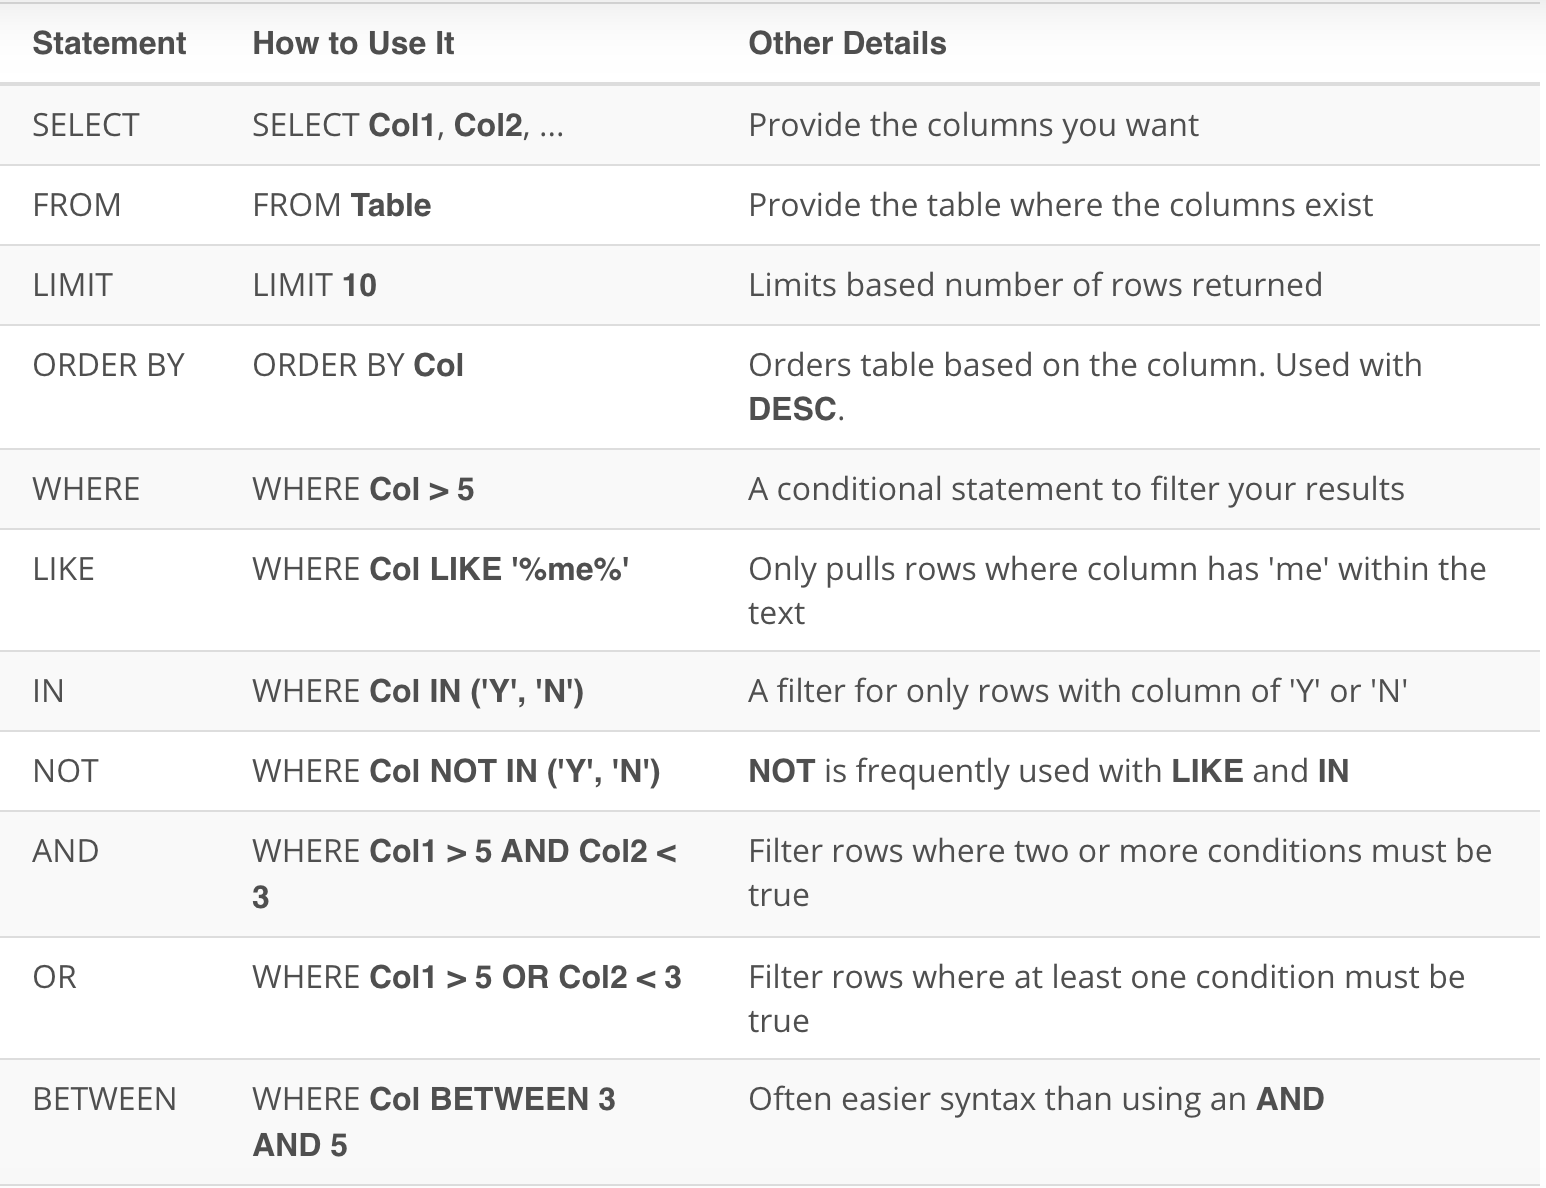 Statement How to Use It Other Details
SELECT SELECT Col1, Col2, ... Provide the columns you want
FROM FROM Table Provide the table where the columns exist
LIMIT LIMIT 10 Limits based number of rows returned
ORDER BY ORDER BY Col Orders table based on the column. Used with
DESC.
WHERE WHERE Col > 5 A conditional statement to filter your results
LIKE WHERE Col LIKE '%me%' Only pulls rows where column has 'me' within the
text
IN WHERE Col IN ('Y', 'N') A filter for only rows with column of 'Y' or 'N'
NOT WHERE Col NOT IN ('Y', 'N') NOT is frequently used with LIKE and IN
AND WHERE Col1 > 5 AND Col2 < Filter rows where two or more conditions must be
3 true
OR WHERE Col1 > 5 OR Col2 < 3 Filter rows where at least one condition must be
true
BETWEEN WHERE Col BETWEEN 3 Often easier syntax than using an AND
AND 5